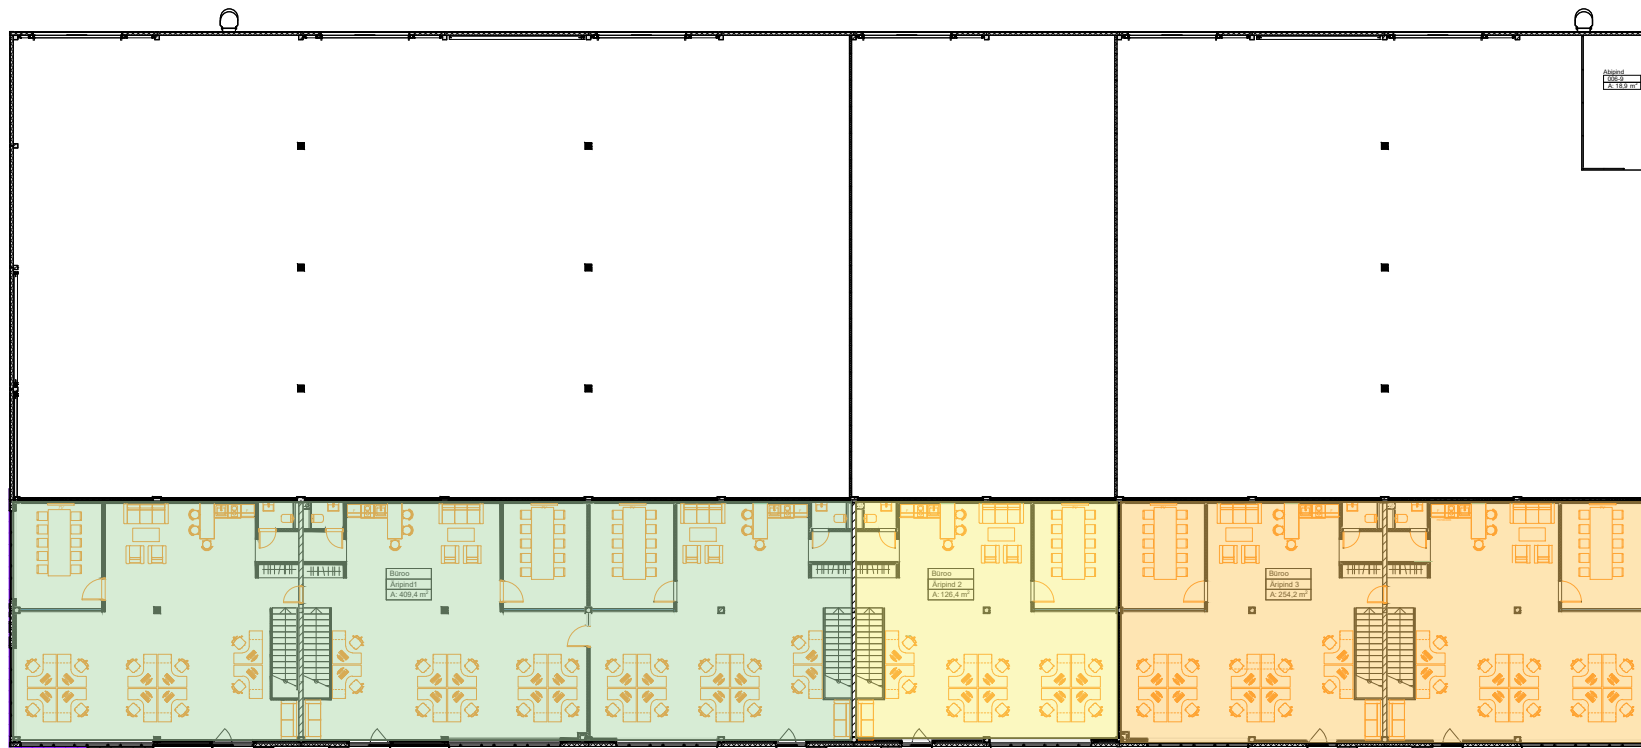 Abipind
006-9
A: 18,9 m²
Büroo
Äripind1
A: 409,4 m²
Büroo
Äripind 2
A: 126,4 m²
Büroo
Äripind 3
A: 254,2 m²